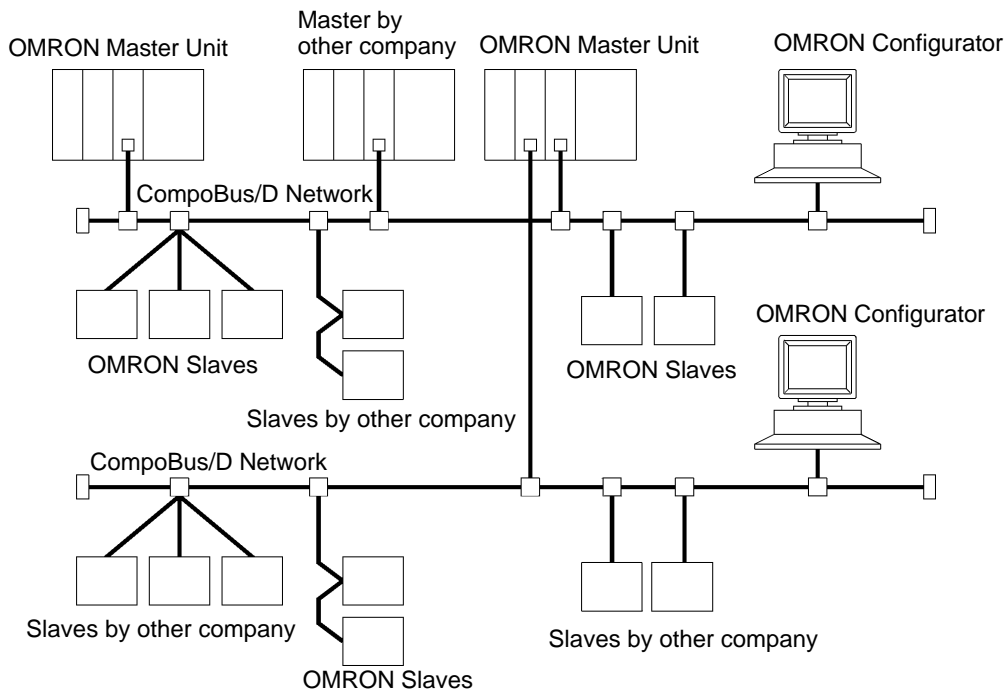 OMRON Master Unit
Master by
other company
OMRON Master Unit
OMRON Configurator
CompoBus/D Network
OMRON Slaves
Slaves by other company
OMRON Slaves
OMRON Configurator
CompoBus/D Network
Slaves by other company
OMRON Slaves
Slaves by other company